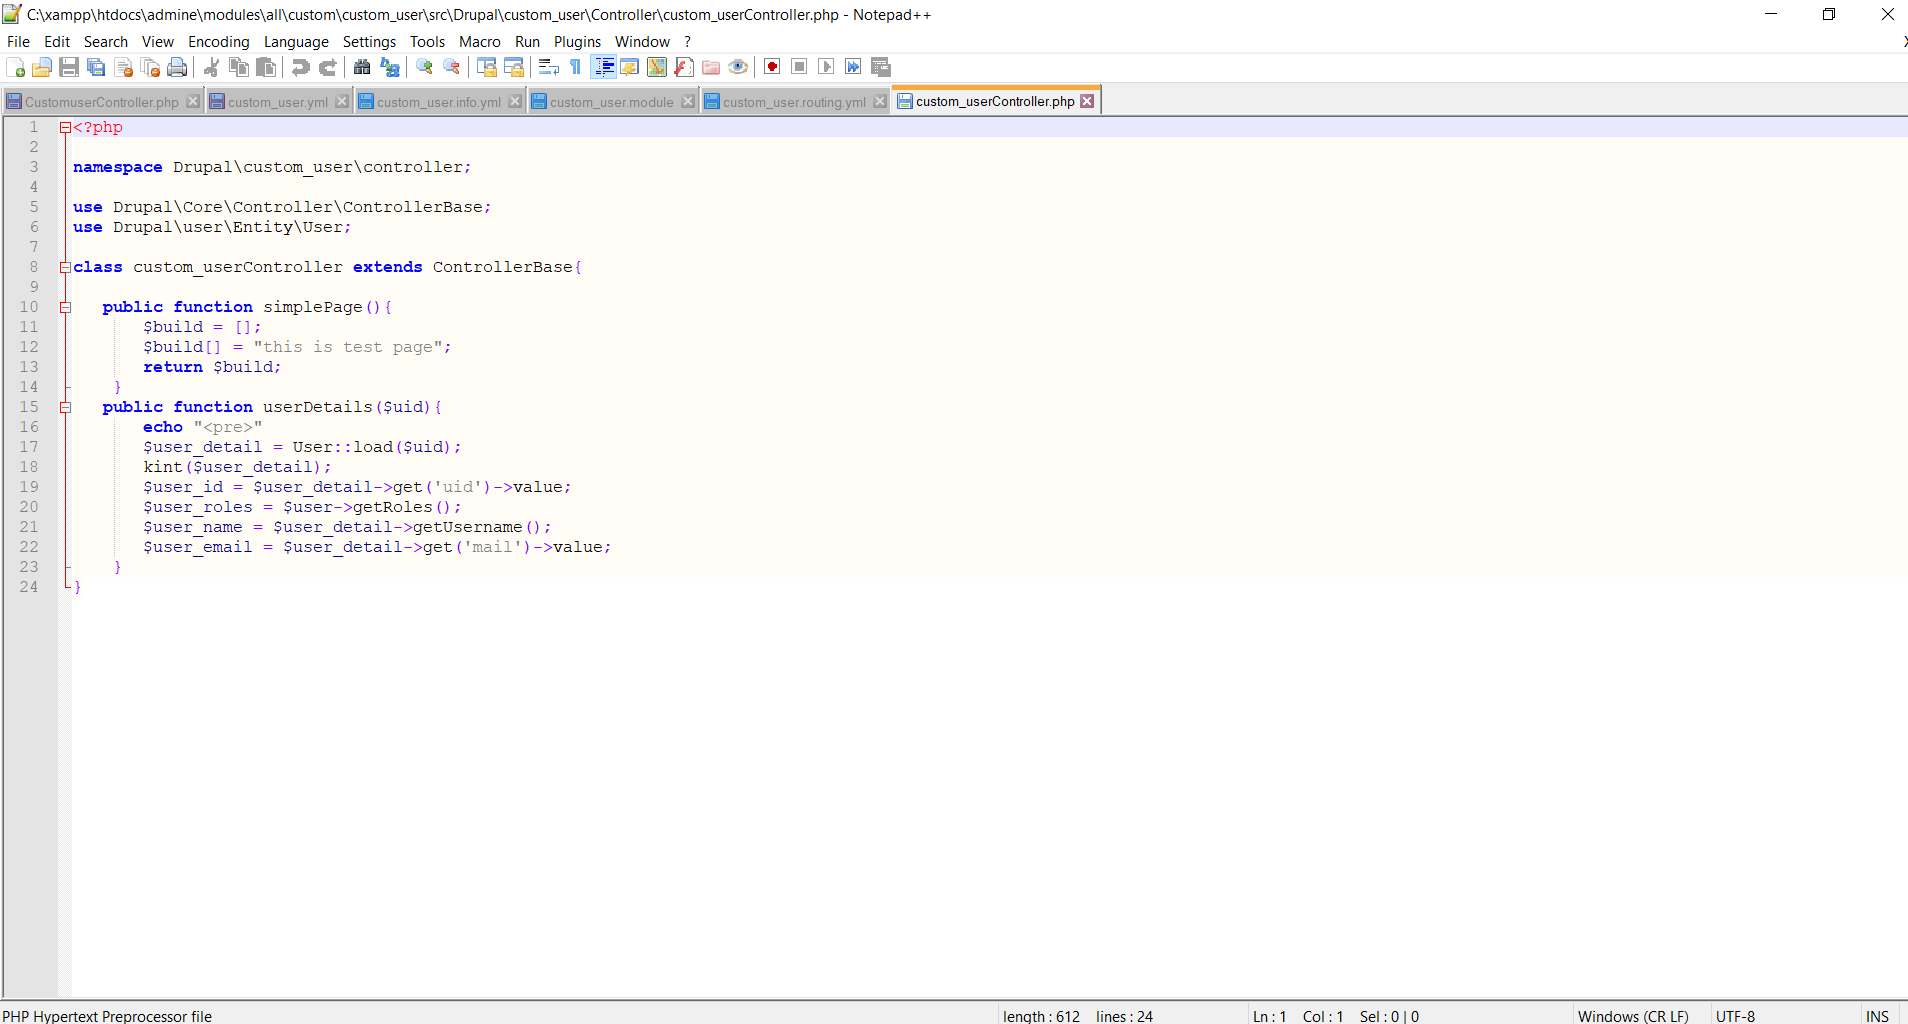 C:\xampp\htdocs\admine\modules\all\custom\custom_user\src\Drupal\custom_user\Controller\custom_userController.php - Notepad++
File Edit Search View Encoding Language Settings Tools Macro Run Plugins Window ? X
CustomuserController.php custom_user.yml custom_user.info.yml custom_user.module custom_user.routing.yml custom_userController.php
1 <?php
2
3 namespace Drupal\custom_user\controller;
4
5 use Drupal\Core\Controller\ControllerBase;
6 use Drupal\user\Entity\User;
7
8 class custom_userController extends ControllerBase{
9
10 public function simplePage(){
11 $build = [];
12 $build[] = "this is test page";
13 return $build;
14 }
15 public function userDetails($uid){
16 echo "<pre>"
17 $user_detail = User::load($uid);
18 kint($user_detail);
19 $user_id = $user_detail->get('uid')->value;
20 $user_roles = $user->getRoles();
21 $user_name = $user_detail->getUsername();
22 $user_email = $user_detail->get('mail')->value;
23 }
24 }
PHP Hypertext Preprocessor file length : 612 lines : 24 Ln : 1 Col : 1 Sel : 0 | 0 Windows (CR LF) UTF-8 INS